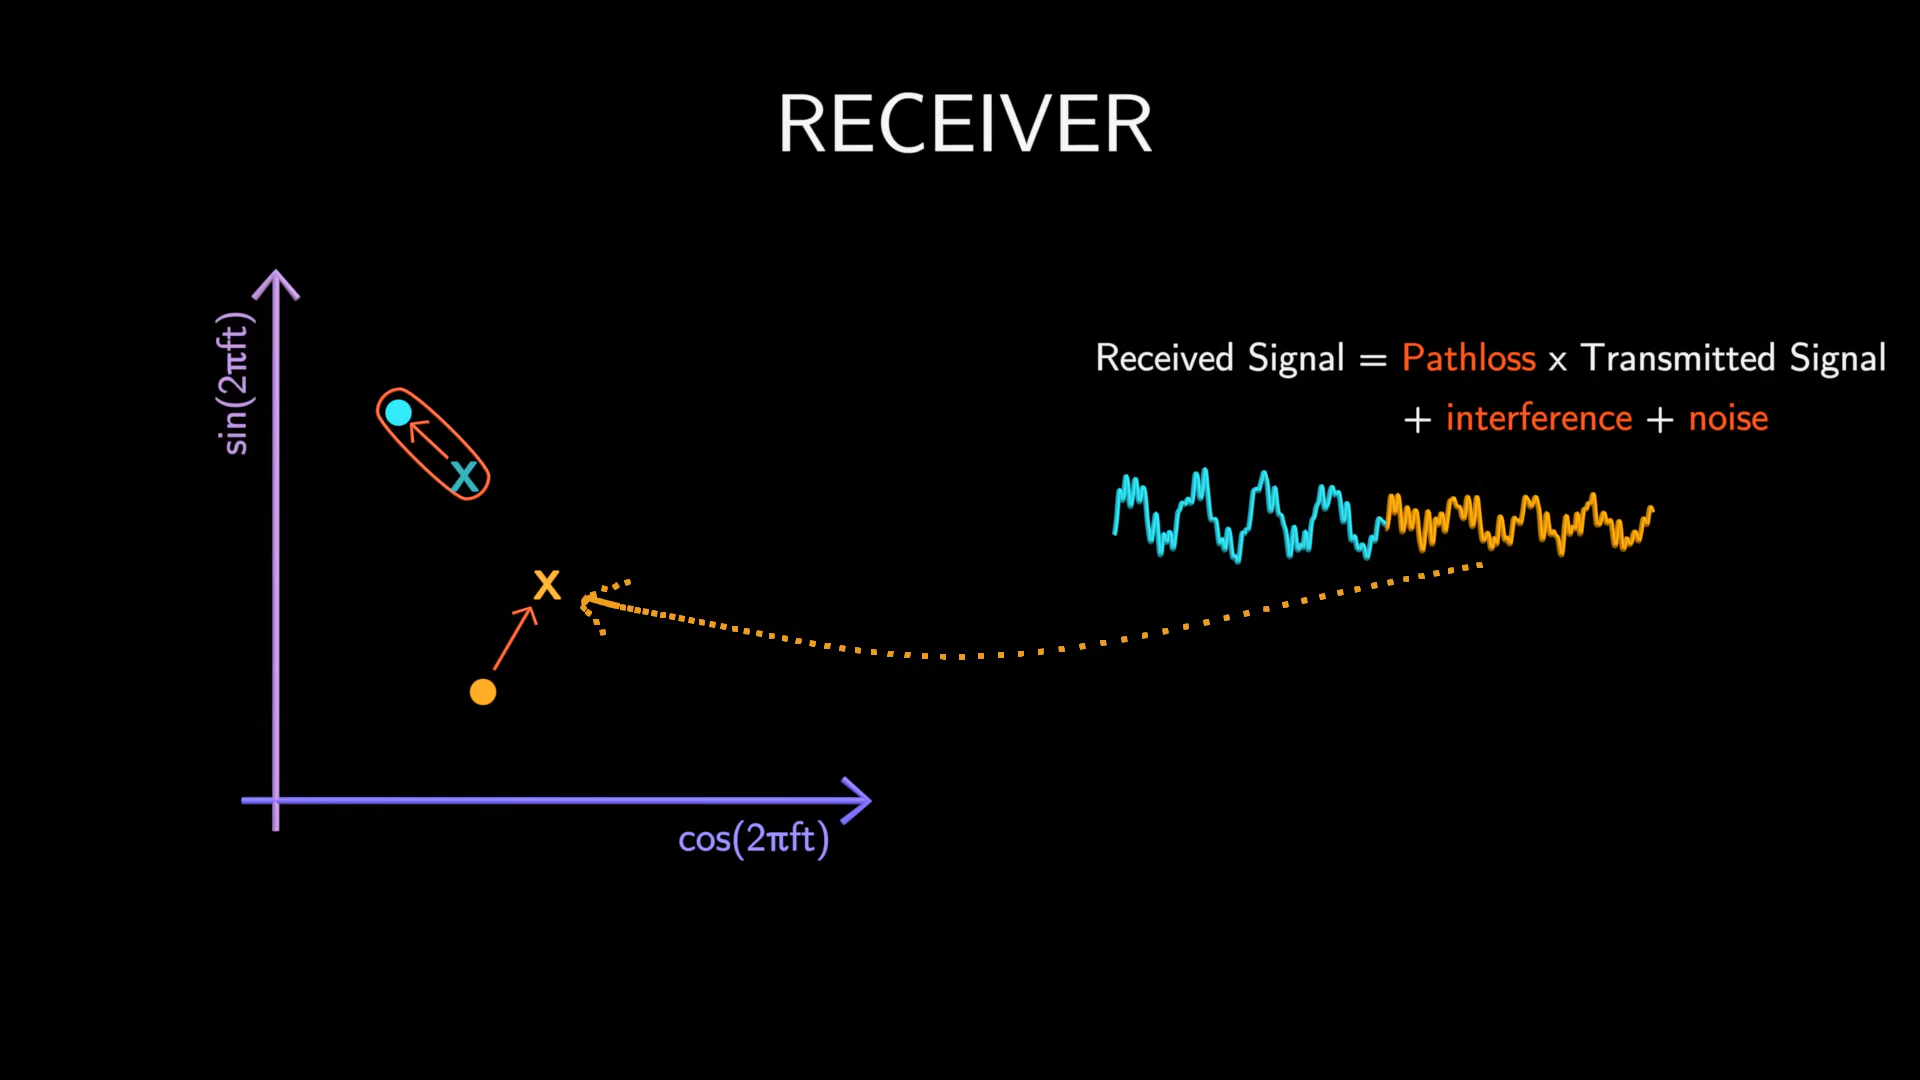 RECEIVER
sin(2πft)
Received Signal = Pathloss x Transmitted Signal
+ interference + noise
X
X
cos(2πft)